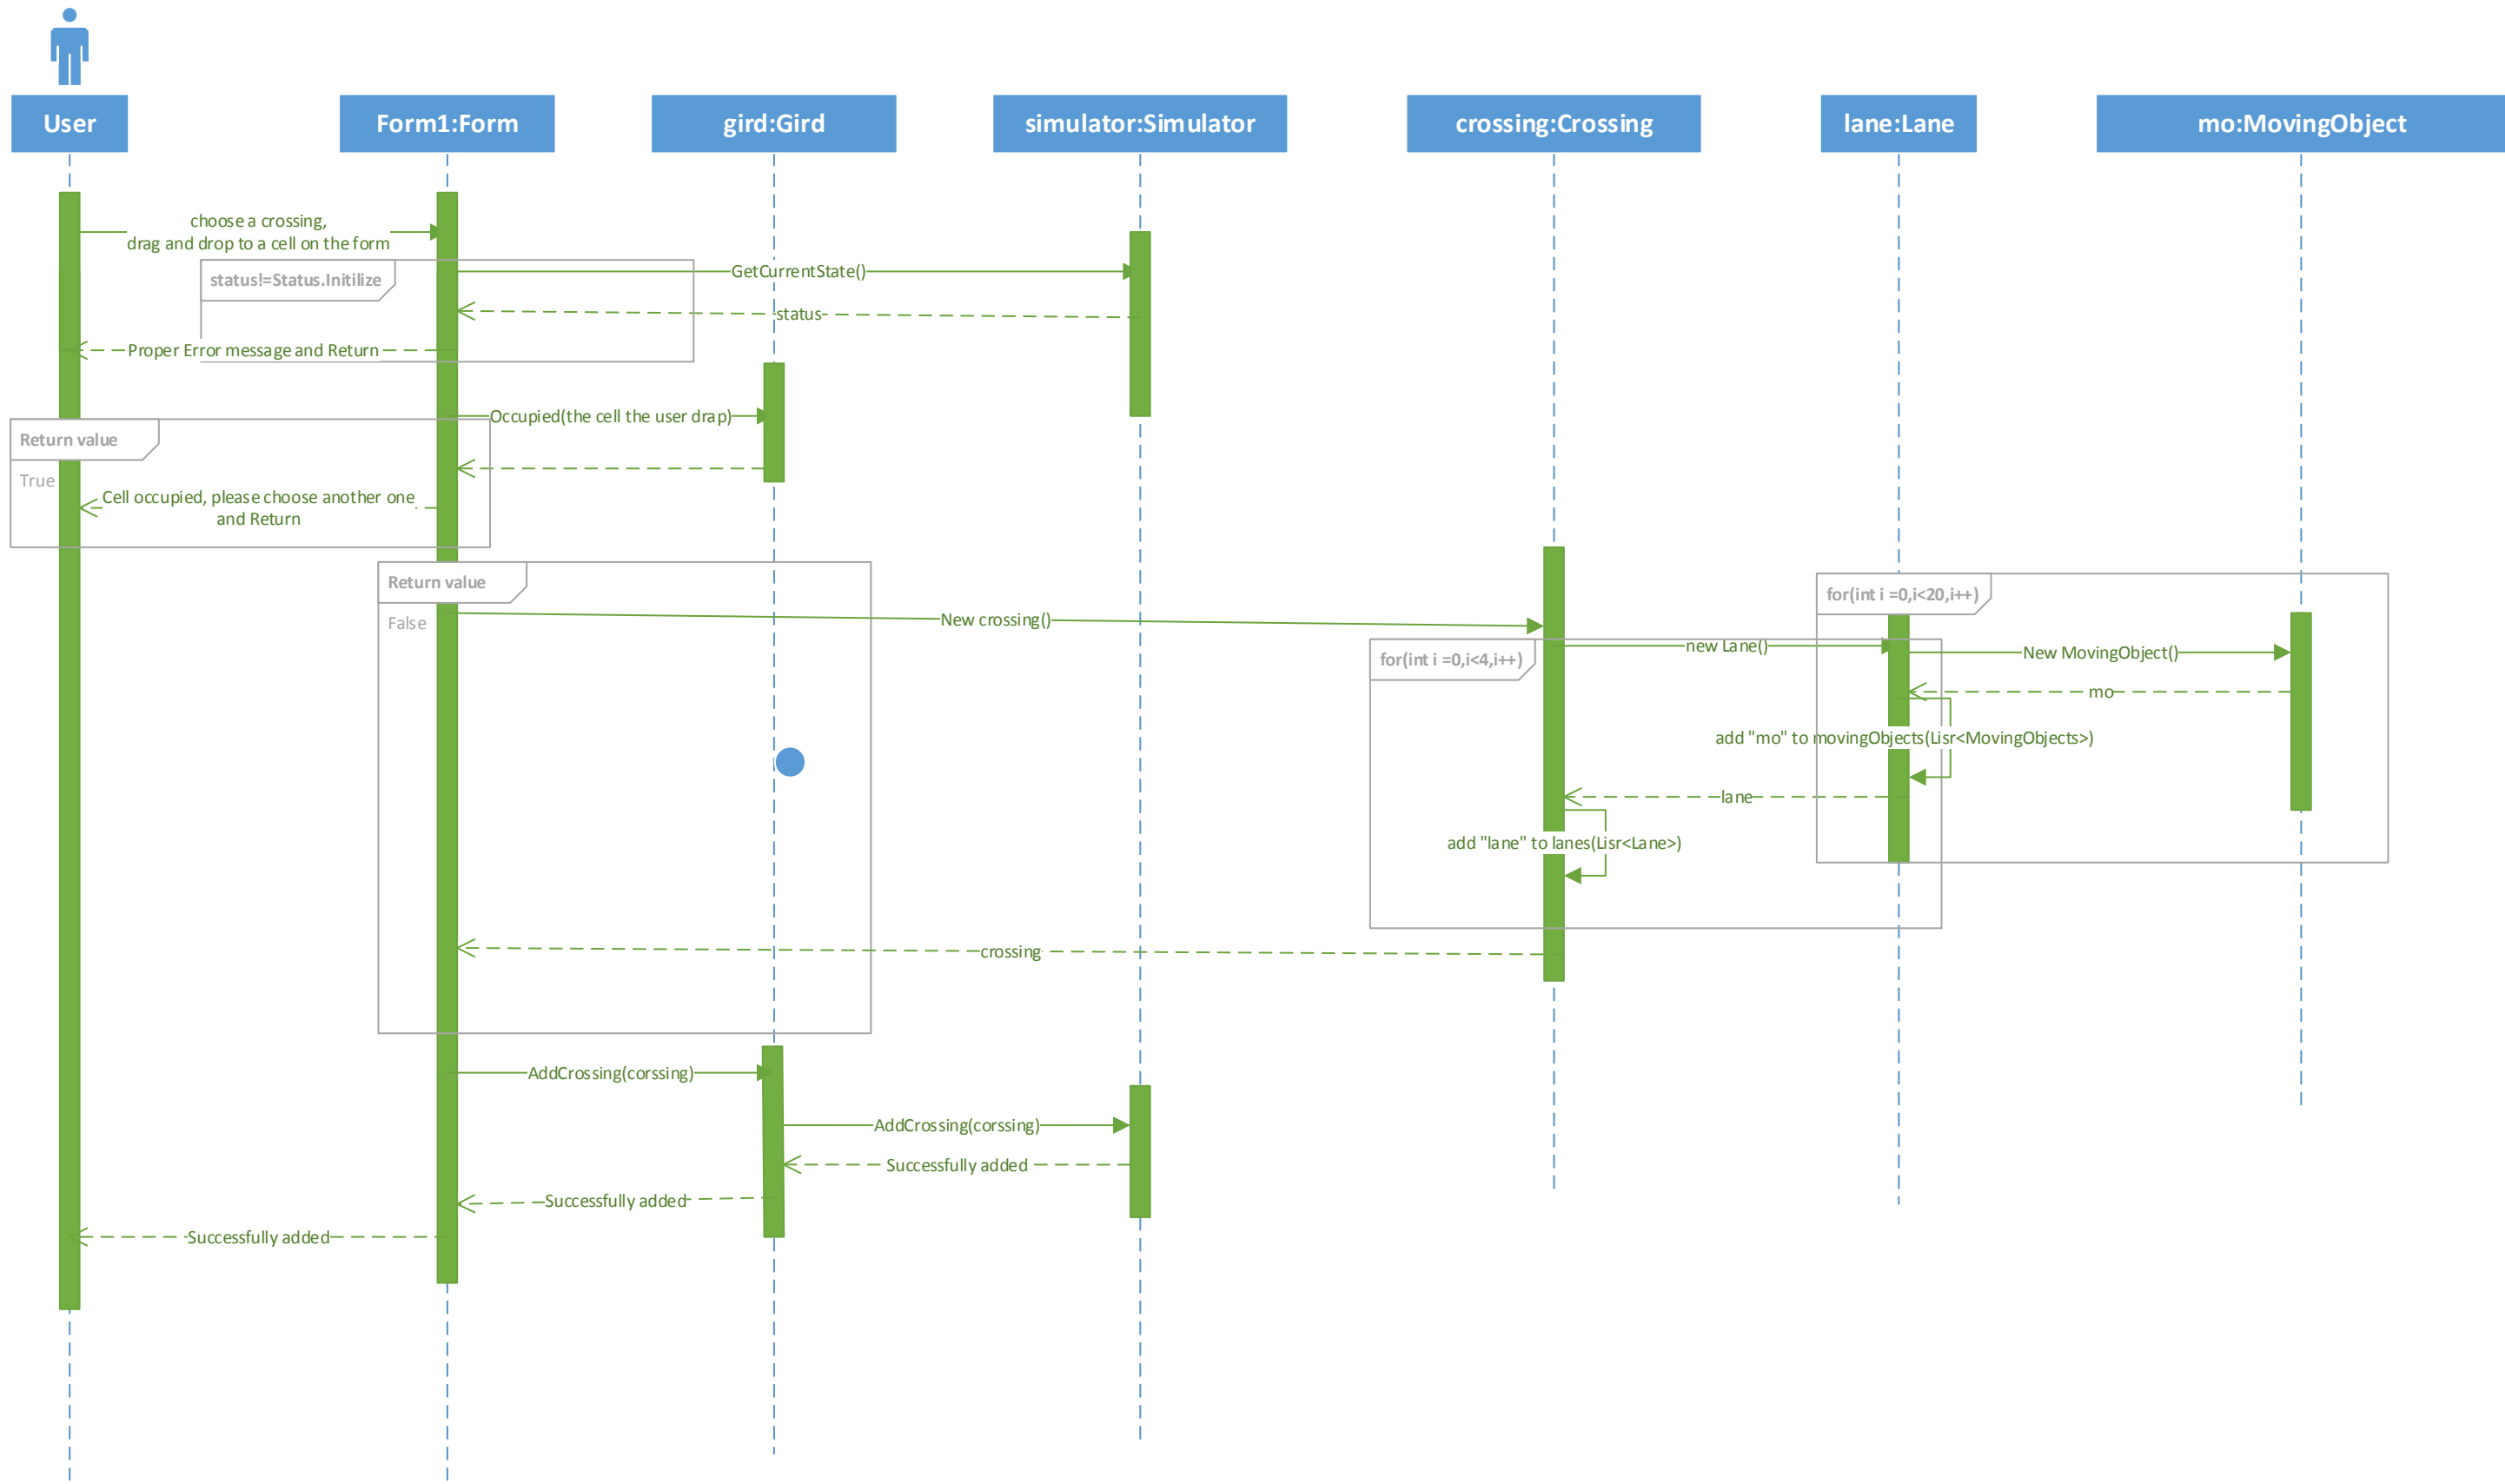 User
Form1:Form
gird:Gird
simulator:Simulator
crossing:Crossing
lane:Lane
mo:MovingObject
choose a crossing,
drag and drop to a cell on the form
status!=Status.Initilize
GetCurrentState()
status
Proper Error message and Return
Occupied(the cell the user drap)
Return value
True
Cell occupied, please choose another one
and Return
Return value
False
New crossing()
for(int i =0,i<20,i++)
new Lane()
for(int i =0,i<4,i++)
New MovingObject()
mo
add "mo" to movingObjects(Lisr<MovingObjects>)
lane
add "lane" to lanes(Lisr<Lane>)
crossing
AddCrossing(corssing)
AddCrossing(corssing)
Successfully added
Successfully added
Successfully added